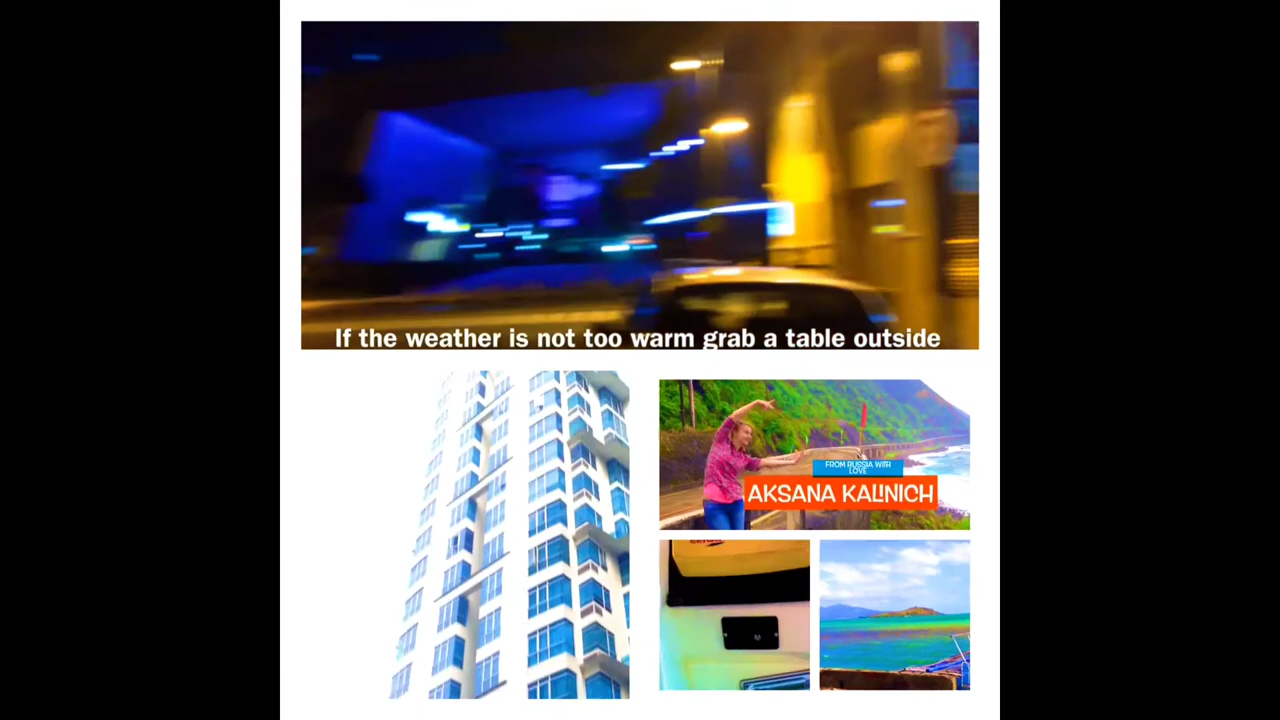 If the weather is not too warm grab a table outside
FROM RUSSIA WITH
LOVE
AKSANA KALINICH